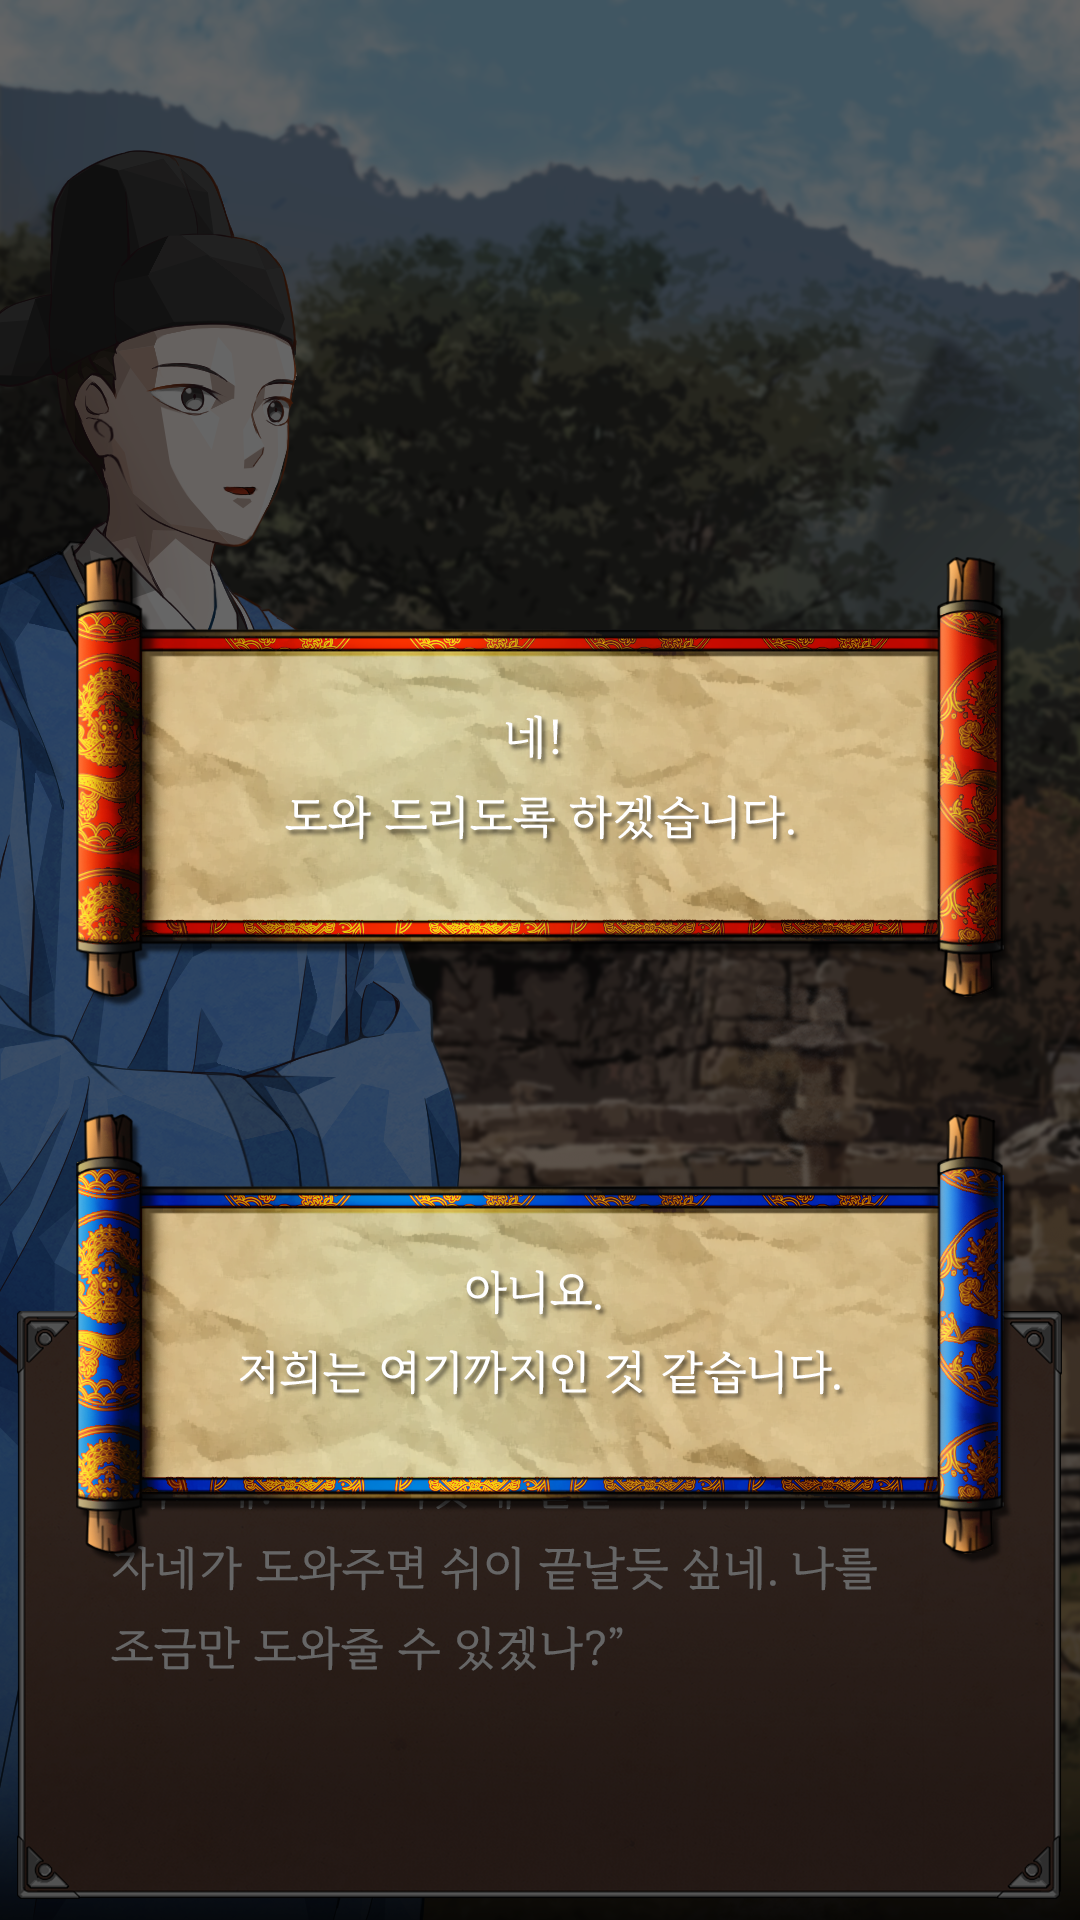 네!
도와 드리도록 하겠습니다.
아니요.
저희는 여기까지인 것 같습니다.
자네가 도와주면 쉬이 끝날듯 싶네. 나를
조금만 도와줄 수 있겠나?”